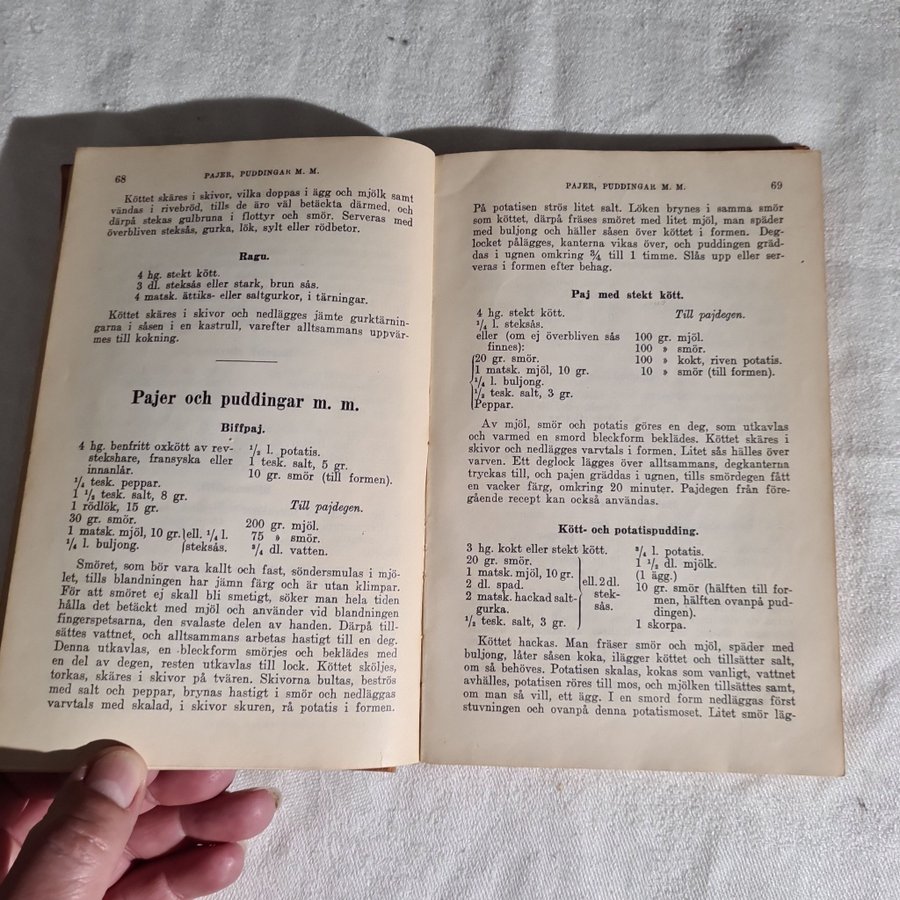 68
PAJER, PUDDINGAR M. M.
Köttet skäres i skivor, vilka doppas i ägg och mjölk samt
vändas i rivebröd, tills de äro väl betäckta därmed, och
därpå stekas gulbruna i flottyr och smör. Serveras med
överbliven steksås, gurka, lök, sylt eller rödbetor.
Ragu.
4 hg. stekt kött.
3 dl. steksås eller stark, brun sås.
4 matsk. ättiks- eller saltgurkor, i tärningar.
Köttet skäres i skivor och nedlägges jämte gurktärnin-
garna i såsen i en kastrull, varefter alltsammans uppvär-
mes till kokning.
Pajer och puddingar m. m.
Biffpaj.
4 hg. benfritt oxkött av rev-
stekshare, fransyska eller
innanlår.
¼ tesk. peppar.
1 ½ tesk. salt, 8 gr.
1 rödlök, 15 gr.
30 gr. smör.
1 matsk. mjöl, 10 gr. } ell. ¼ l.
¼ l. buljong. } steksås.
½ l. potatis.
1 tesk. salt, 5 gr.
10 gr. smör (till formen).
Till pajdegen.
200 gr. mjöl.
75 » smör.
¾ dl. vatten.
Smöret, som bör vara kallt och fast, söndersmulas i mjö-
let, tills blandningen har jämn färg och är utan klimpar.
För att smöret ej skall bli smetigt, söker man hela tiden
hålla det betäckt med mjöl och använder vid blandningen
fingerspetsarna, den svalaste delen av handen. Därpå till-
sättes vattnet, och alltsammans arbetas hastigt till en deg.
Denna utkavlas, en bleckform smörjes och beklädes med
en del av degen, resten utkavlas till lock. Köttet sköljes,
torkas, skäres i skivor på tvären. Skivorna bultas, beströs
med salt och peppar, brynas hastigt i smör och nedläggas
varvtals med skalad, i skivor skuren, rå potatis i formen.
PAJER, PUDDINGAR M. M.
69
På potatisen strös litet salt. Löken brynes i samma smör
som köttet, därpå fräses smöret med litet mjöl, man späder
med buljong och häller såsen över köttet i formen. Deg-
locket pålägges, kanterna vikas över, och puddingen gräd-
das i ugnen omkring ¾ till 1 timme. Slås upp eller ser-
veras i formen efter behag.
Paj med stekt kött.
4 hg. stekt kött.
¼ l. steksås.
eller (om ej överbliven sås
finnes):
20 gr. smör.
1 matsk. mjöl, 10 gr.
¼ l. buljong.
½ tesk. salt, 3 gr.
Peppar.
Till pajdegen.
100 gr. mjöl.
100 » smör.
100 » kokt, riven potatis.
10 » smör (till formen).
Av mjöl, smör och potatis göres en deg, som utkavlas
och varmed en smord bleckform beklädes. Köttet skäres i
skivor och nedlägges varvtals i formen. Litet sås hälles över
varven. Ett deglock lägges över alltsammans, degkanterna
tryckas till, och pajen gräddas i ugnen, tills smördegen fått
en vacker färg, omkring 20 minuter. Pajdegen från före-
gående recept kan också användas.
Kött- och potatispudding.
3 hg. kokt eller stekt kött.
20 gr. smör.
1 matsk. mjöl, 10 gr.
2 dl. spad.
2 matsk. hackad salt-
gurka.
½ tesk. salt, 3 gr.
ell. 2 dl.
stek-
sås.
¾ l. potatis.
1 ½ dl. mjölk.
(1 ägg.)
10 gr. smör (hälften till for-
men, hälften ovanpå pud-
dingen).
1 skorpa.
Köttet hackas. Man fräser smör och mjöl, späder med
buljong, låter såsen koka, ilägger köttet och tillsätter salt,
om så behöves. Potatisen skalas, kokas som vanligt, vattnet
avhälles, potatisen röres till mos, och mjölken tillsättes samt,
om man så vill, ett ägg. I en smord form nedläggas först
stuvningen och ovanpå denna potatismoset. Litet smör läg-